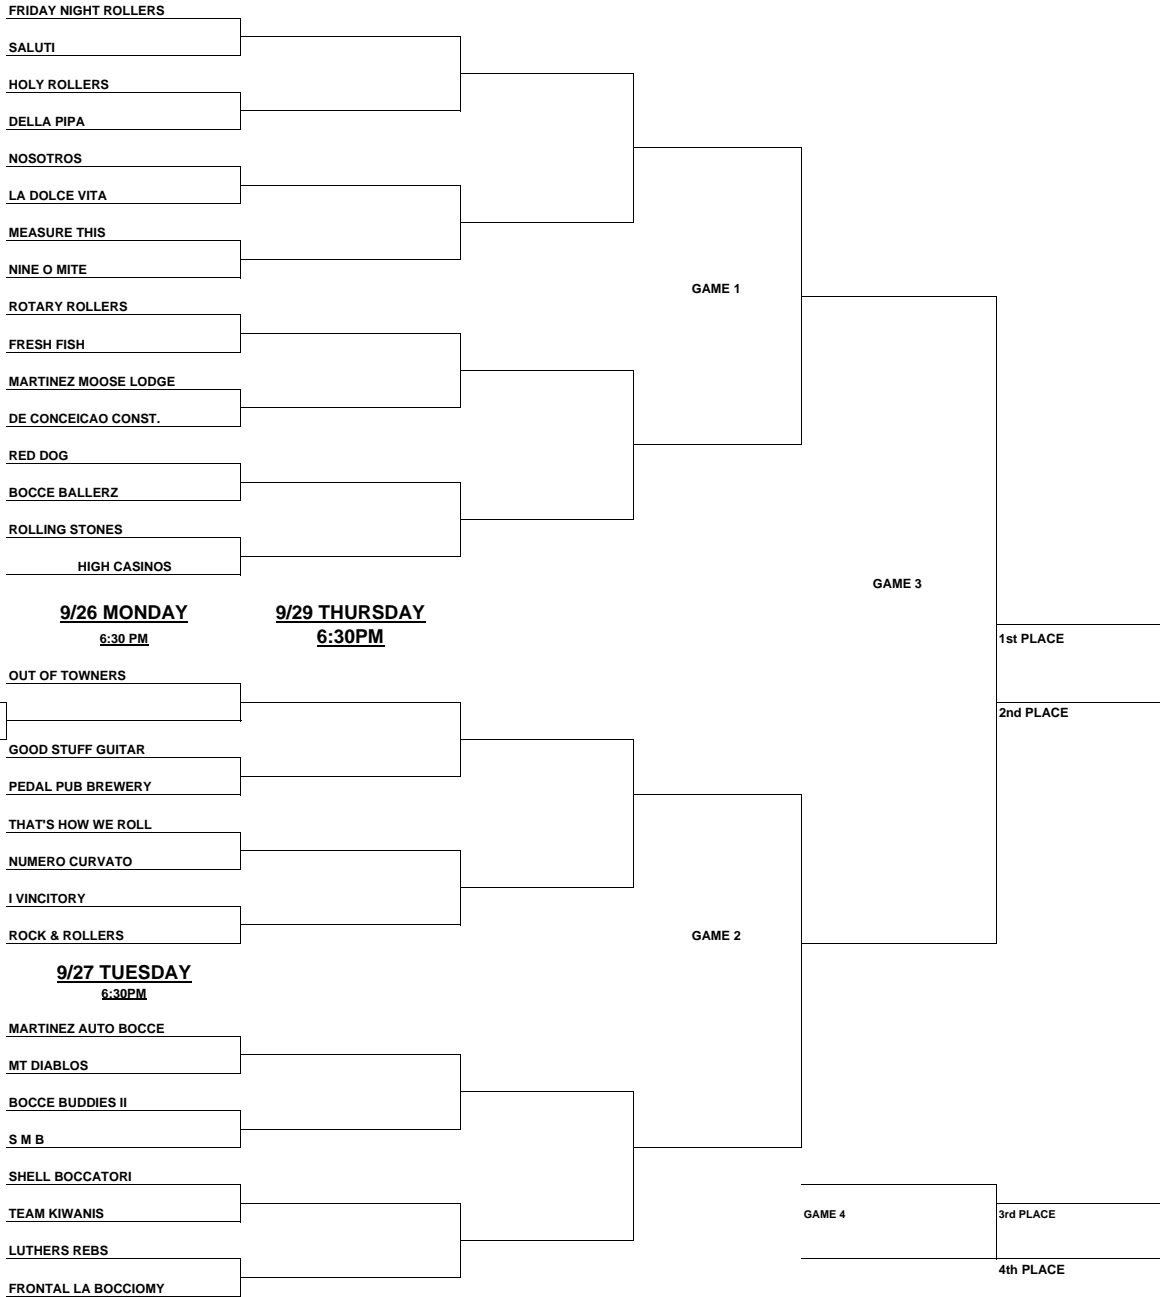 FRIDAY NIGHT ROLLERS
SALUTI
HOLY ROLLERS
DELLA PIPA
NOSOTROS
LA DOLCE VITA
MEASURE THIS
NINE O MITE
GAME 1
ROTARY ROLLERS
FRESH FISH
MARTINEZ MOOSE LODGE
DE CONCEICAO CONST.
RED DOG
BOCCE BALLERZ
ROLLING STONES
HIGH CASINOS
GAME 3
9/26 MONDAY
6:30 PM
9/29 THURSDAY
6:30PM
1st PLACE
2nd PLACE
OUT OF TOWNERS
GOOD STUFF GUITAR
PEDAL PUB BREWERY
THAT'S HOW WE ROLL
NUMERO CURVATO
I VINCITORY
ROCK & ROLLERS
GAME 2
9/27 TUESDAY
6:30PM
MARTINEZ AUTO BOCCE
MT DIABLOS
BOCCE BUDDIES II
S M B
SHELL BOCCATORI
TEAM KIWANIS
LUTHERS REBS
FRONTAL LA BOCCIOMY
GAME 4
3rd PLACE
4th PLACE